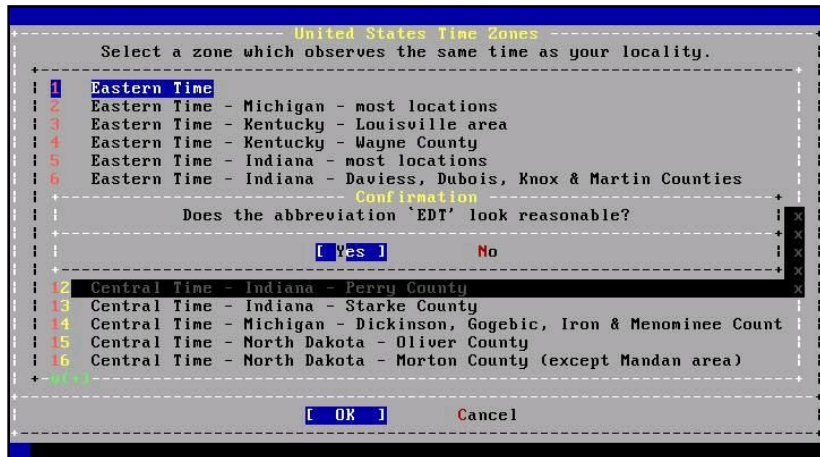 United States Time Zones
Select a zone which observes the same time as your locality.
1 Eastern Time
2 Eastern Time - Michigan - most locations
3 Eastern Time - Kentucky - Louisville area
4 Eastern Time - Kentucky - Wayne County
5 Eastern Time - Indiana - most locations
6 Eastern Time - Indiana - Daviess, Dubois, Knox & Martin Counties
Confirmation
Does the abbreviation `EDT' look reasonable?
[ Yes ] No
12 Central Time - Indiana - Perry County
13 Central Time - Indiana - Starke County
14 Central Time - Michigan - Dickinson, Gogebic, Iron & Menominee Count
15 Central Time - North Dakota - Oliver County
16 Central Time - North Dakota - Morton County (except Mandan area)
[ OK ] Cancel